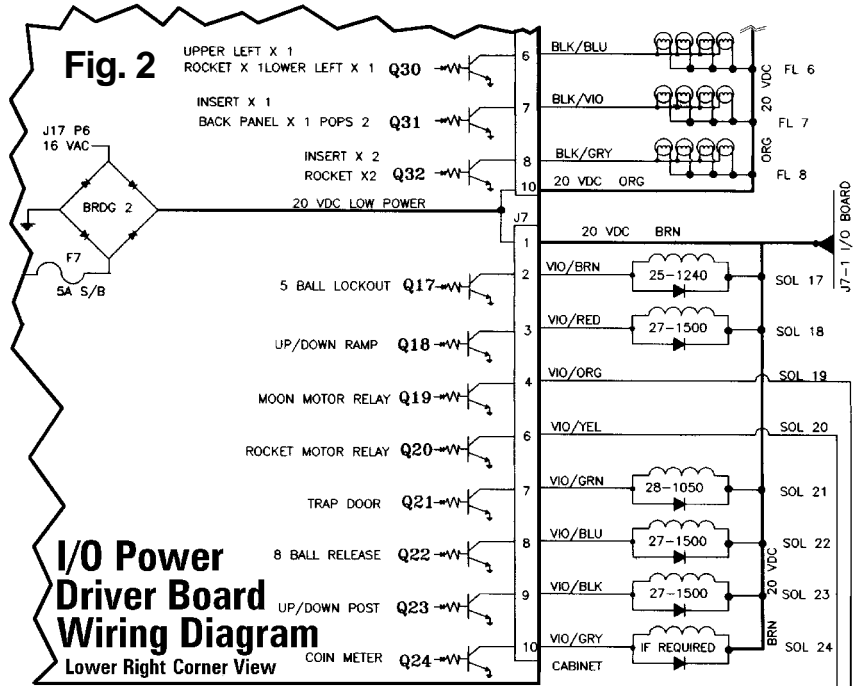 Fig. 2
UPPER LEFT X 1
ROCKET X 1LOWER LEFT X 1 Q30
6 BLK/BLU FL 6
INSERT X 1
BACK PANEL X 1 POPS 2 Q31
7 BLK/VIO FL 7
20 VDC
INSERT X 2
ROCKET X2 Q32
8 BLK/GRY FL 8
ORG
10 20 VDC ORG
J17 P6
16 VAC
BRDG 2
20 VDC LOW POWER
F7
5A S/B
J7
1 20 VDC BRN
J7-1 I/O BOARD
5 BALL LOCKOUT Q17 2 VIO/BRN 25-1240 SOL 17
UP/DOWN RAMP Q18 3 VIO/RED 27-1500 SOL 18
MOON MOTOR RELAY Q19 4 VIO/ORG SOL 19
ROCKET MOTOR RELAY Q20 6 VIO/YEL SOL 20
TRAP DOOR Q21 7 VIO/GRN 28-1050 SOL 21
8 BALL RELEASE Q22 8 VIO/BLU 27-1500 SOL 22
UP/DOWN POST Q23 9 VIO/BLK 27-1500 SOL 23
20 VDC
BRN
COIN METER Q24 10 VIO/GRY IF REQUIRED SOL 24
CABINET
I/O Power
Driver Board
Wiring Diagram
Lower Right Corner View